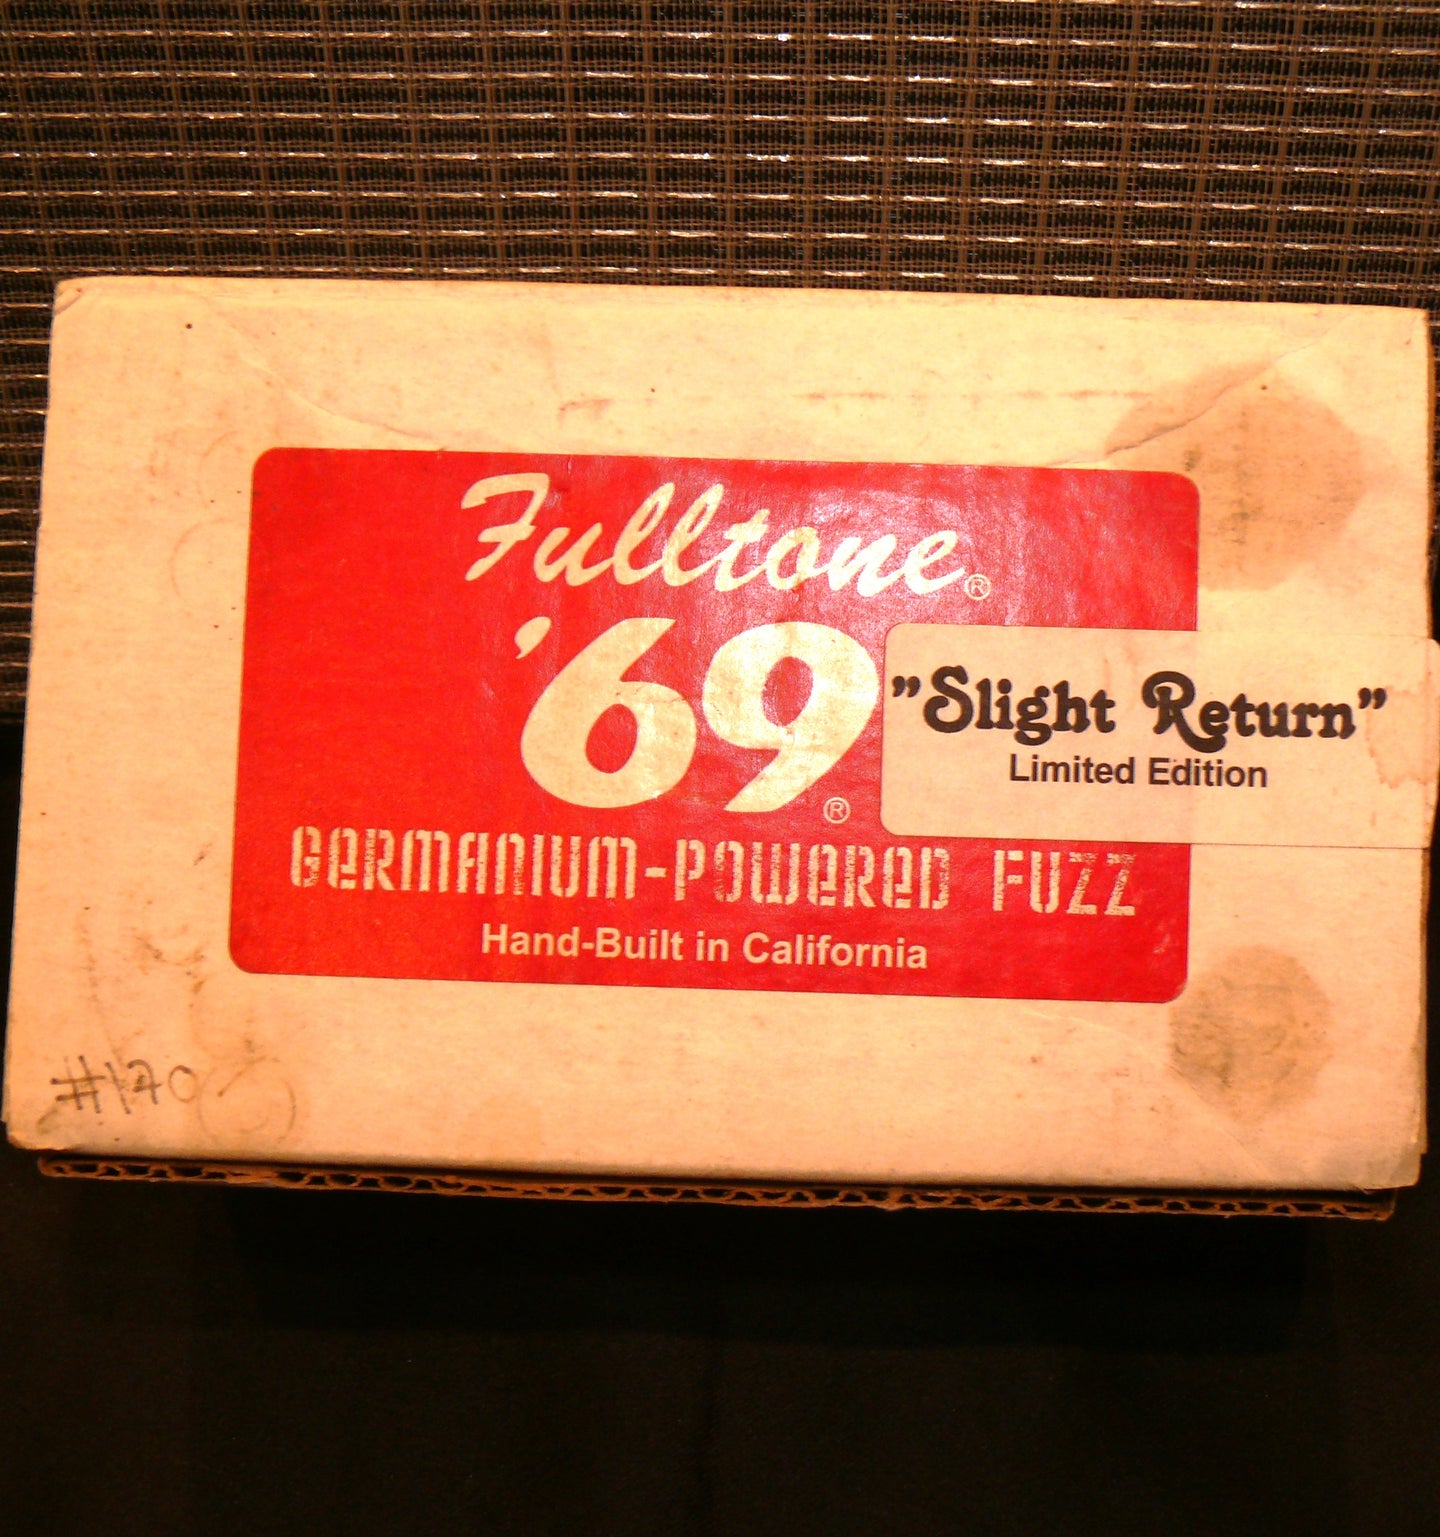 Fulltone®
'69®
"Slight Return"
Limited Edition
GERMANIUM-POWERED FUZZ
Hand-Built in California
#170